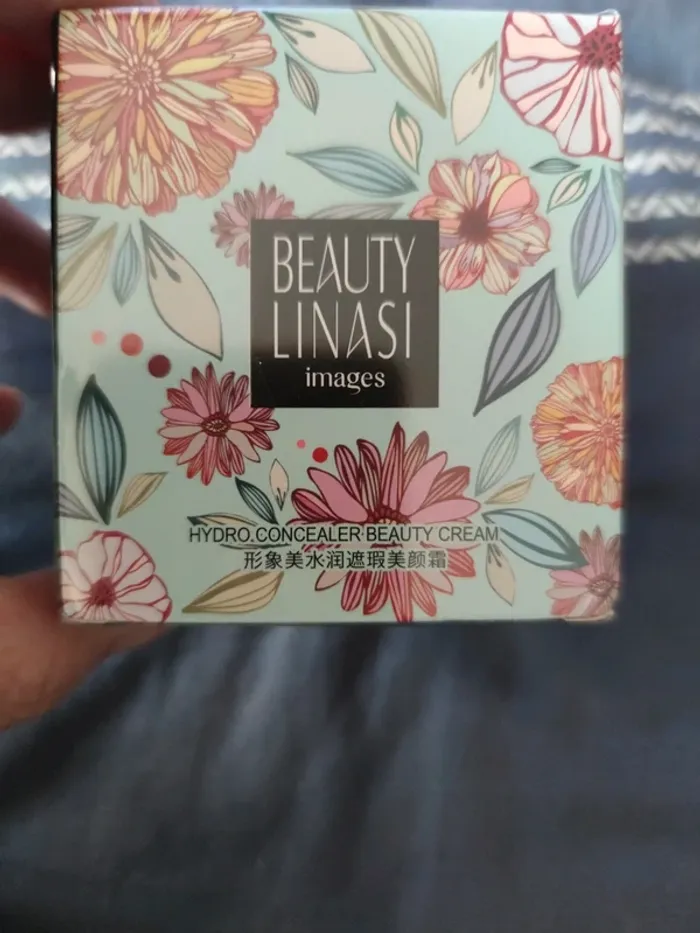 BEAUTY
LINASI
images
HYDRO.CONCEALER BEAUTY CREAM
形象美水润遮瑕美颜霜